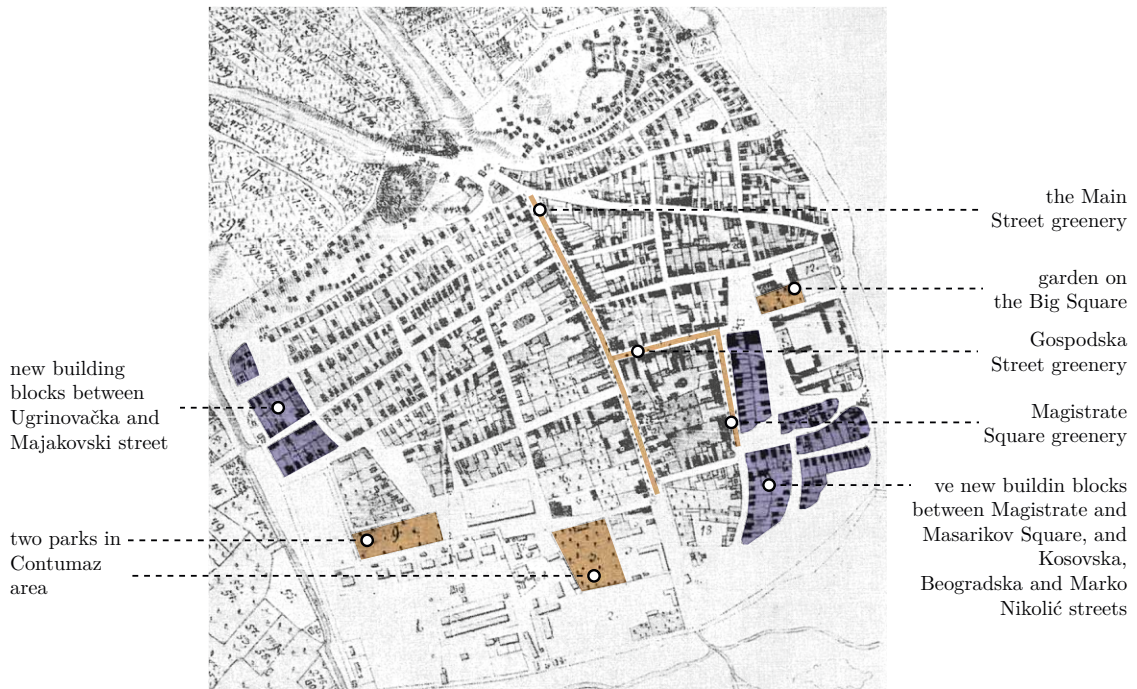 the Main
Street greenery
garden on
the Big Square
Gospodska
Street greenery
new building
blocks between
Ugrinovačka and
Majakovski street
Magistrate
Square greenery
ve new buildin blocks
between Magistrate and
Masarikov Square, and
Kosovska,
Beogradska and Marko
Nikolić streets
two parks in
Contumaz
area